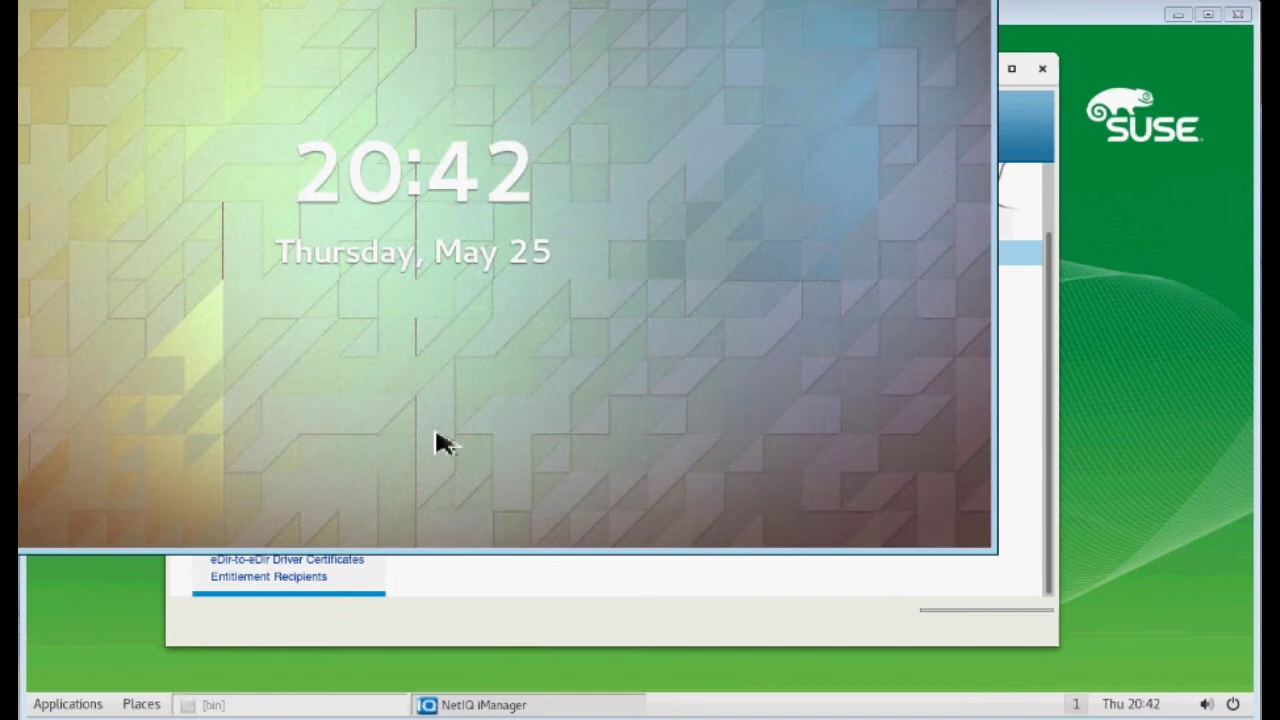 SUSE
20:42
Thursday, May 25
eDir-to-eDir Driver Certificates
Entitlement Recipients
Applications Places [bin] NetIQ iManager 1 Thu 20:42